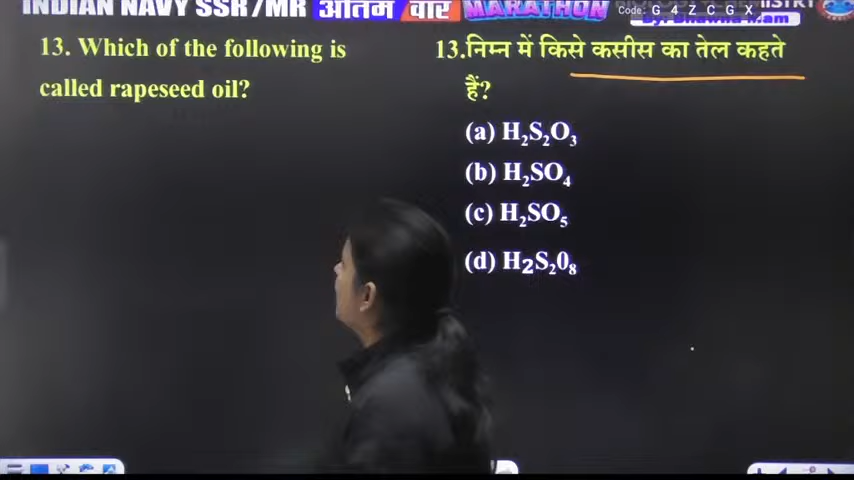 INDIAN NAVY SSR/MR अंतिम वार MARATHON
Code: G 4 Z C G X
13. Which of the following is
called rapeseed oil?
13.निम्न में किसे कसीस का तेल कहते
हैं?
(a) H₂S₂O₃
(b) H₂SO₄
(c) H₂SO₅
(d) H₂S₂0₈